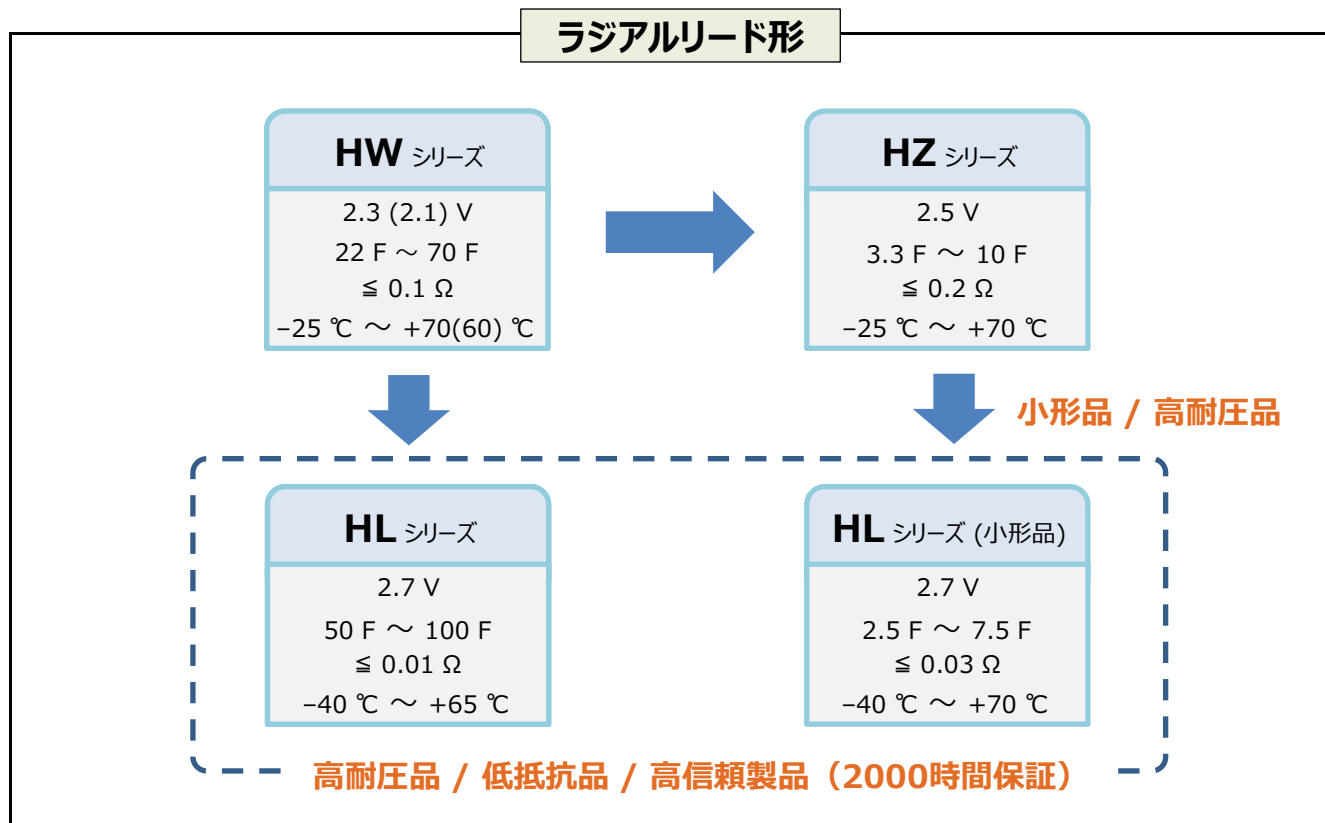 ラジアルリード形
HW シリーズ
2.3 (2.1) V
22 F ～ 70 F
≦ 0.1 Ω
–25 ℃ ～ +70(60) ℃
HZ シリーズ
2.5 V
3.3 F ～ 10 F
≦ 0.2 Ω
–25 ℃ ～ +70 ℃
小形品 / 高耐圧品
HL シリーズ
2.7 V
50 F ～ 100 F
≦ 0.01 Ω
–40 ℃ ～ +65 ℃
HL シリーズ (小形品)
2.7 V
2.5 F ～ 7.5 F
≦ 0.03 Ω
–40 ℃ ～ +70 ℃
高耐圧品 / 低抵抗品 / 高信頼製品（2000時間保証）